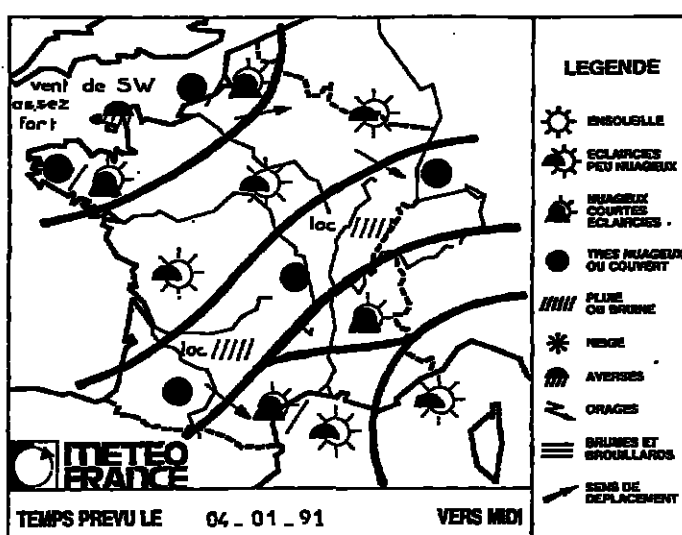 vent de SW
assez
fort
loc
loc
METEO
FRANCE
TEMPS PREVU LE 04_01_91 VERS MIDI
LEGENDE
ENSOLEILLE
ECLAIRCIES
PEU NUAGEUX
NUAGEUX
COURTES
ECLAIRCIES
TRES NUAGEUX
OU COUVERT
PLUIE
OU BRUINE
NEIGE
AVERSES
ORAGES
BRUMES ET
BROUILLARDS
SENS DE
DEPLACEMENT